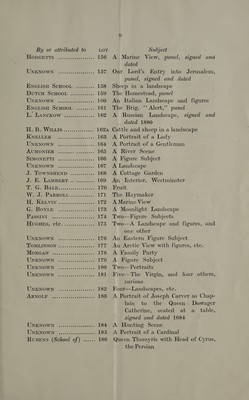 9
By or attributed to LOT Subject
HODGETTS .................. 156 A Marine View, panel, signed and
dated
UNKNOWN .................. 157 Our Lord's Entry into Jerusalem,
panel, signed and dated
ENGLISH SCHOOL ......... 158 Sheep in a landscape
DUTCH SCHOOL ............ 159 The Homestead, panel
UNKNOWN .................. 160 An Italian Landscape and figures
ENGLISH SCHOOL ......... 161 The Brig, "Alert," panel
L. LANCKOW ............... 162 A Russian Landscape, signed and
dated 1880
H. B. WILLIS ............... 162A Cattle and sheep in a landscape
KNELLER .................. 163 A Portrait of a Lady
UNKNOWN .................. 164 A Portrait of a Gentleman
AUMONIER .................. 165 A River Scene
SIMONETTI .................. 166 A Figure Subject
UNKNOWN .................. 167 A Landscape
J. TOWNSHEND ............ 168 A Cottage Garden
J. E. LAMBERT ............ 169 An Interior, Westminster
T. G. BALE .................. 170 Fruit
W. J. PARROLL ............ 171 The Haymaker
H. KELVIC .................. 172 A Marine View
G. BOYLE .................. 173 A Moonlight Landscape
PASSINI ..................... 174 Two—Figure Subjects
HUGHES, etc. ............... 175 Two—A Landscape and figures, and
one other
UNKNOWN .................. 176 An Eastern Figure Subject
TOMLINSON ............... 177 An Arctic View with figures, etc.
MORGAN ..................... 178 A Family Party
UNKNOWN .................. 179 A Figure Subject
UNKNOWN .................. 180 Two—Portraits
UNKNOWN .................. 181 Five—The Virgin, and four others,
various
UNKNOWN .................. 182 Four—Landscapes, etc.
ARNOLD ..................... 183 A Portrait of Joseph Carver as Chap-
lain to the Queen Dowager
Catherine, seated at a table,
signed and dated 1684
UNKNOWN .................. 184 A Hunting Scene
UNKNOWN .................. 185 A Portrait of a Cardinal
RUBENS (School of) ...... 186 Queen Thomyris with Head of Cyrus,
the Persian